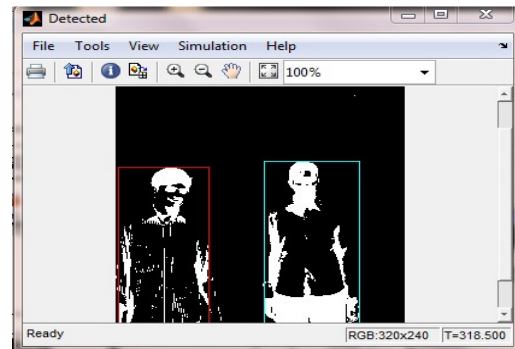 Detected
File Tools View Simulation Help
100%
Ready RGB:320x240 T=318.500